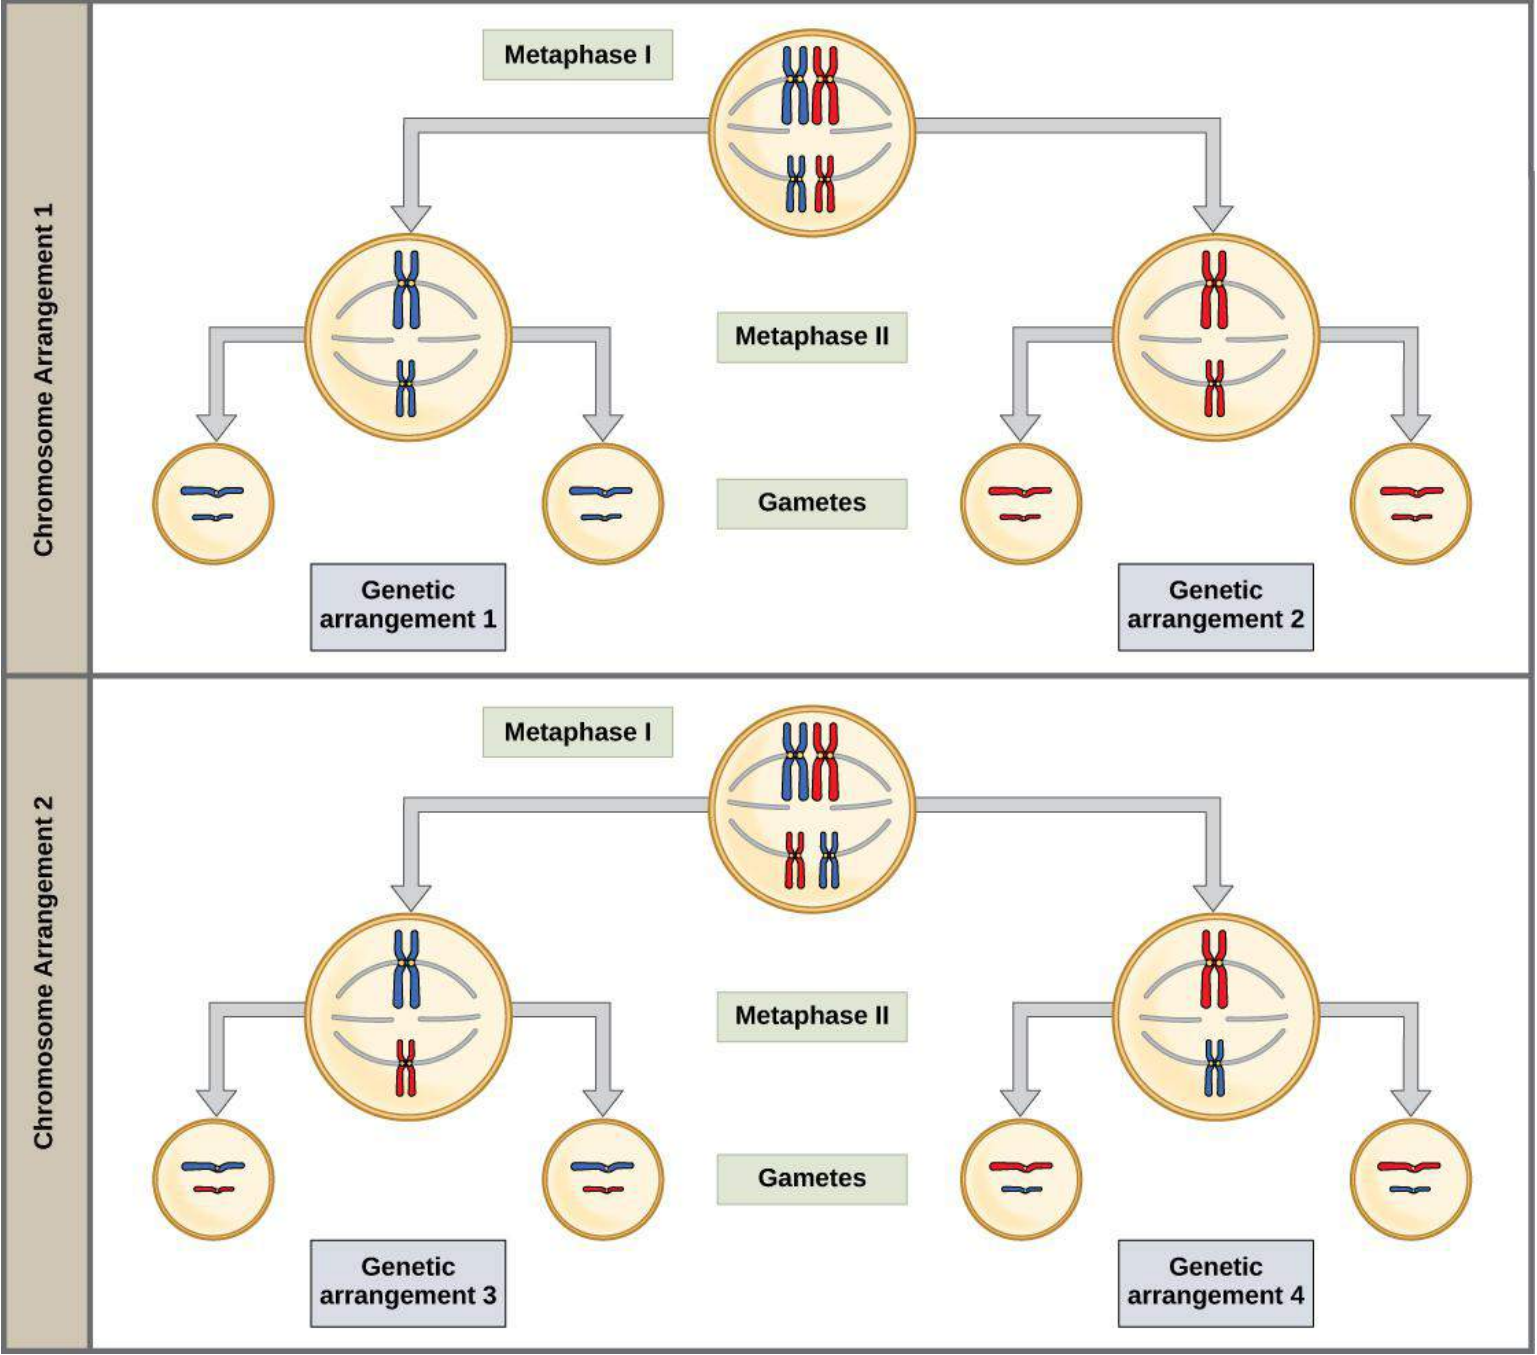 Chromosome Arrangement 1
Metaphase I
Metaphase II
Gametes
Genetic
arrangement 1
Genetic
arrangement 2
Chromosome Arrangement 2
Metaphase I
Metaphase II
Gametes
Genetic
arrangement 3
Genetic
arrangement 4